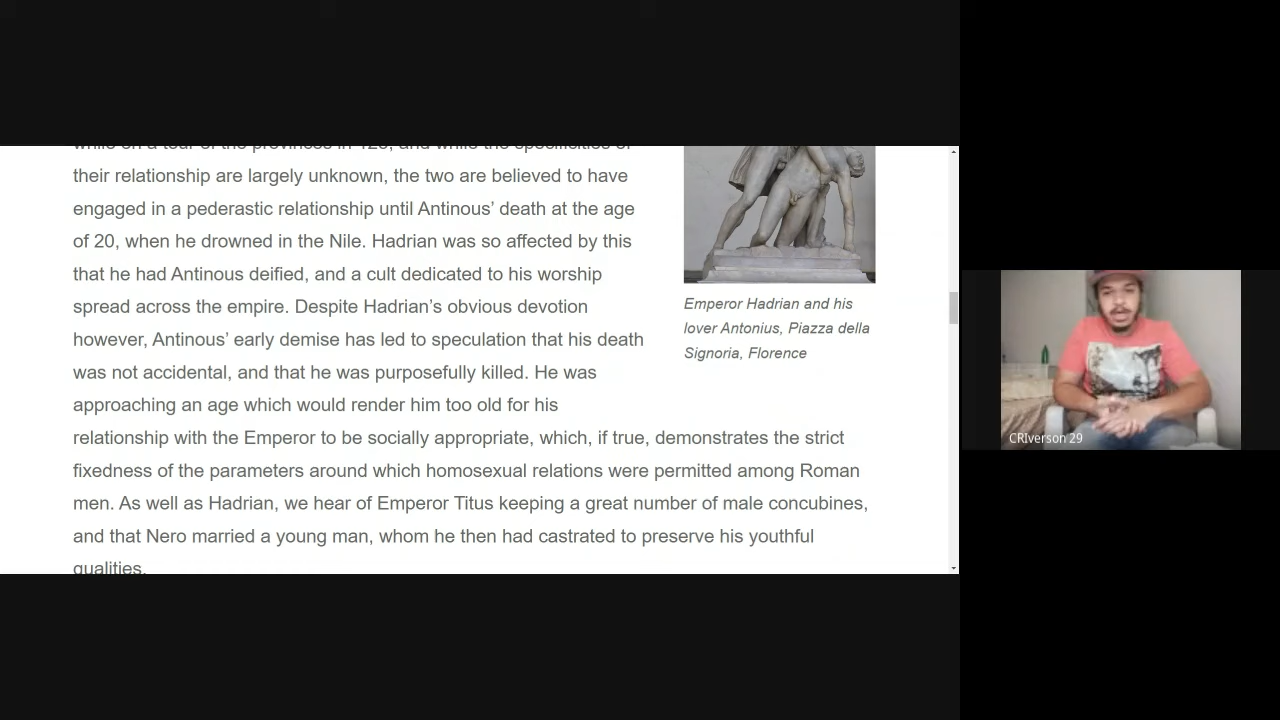 their relationship are largely unknown, the two are believed to have
engaged in a pederastic relationship until Antinous’ death at the age
of 20, when he drowned in the Nile. Hadrian was so affected by this
that he had Antinous deified, and a cult dedicated to his worship
spread across the empire. Despite Hadrian’s obvious devotion
however, Antinous’ early demise has led to speculation that his death
was not accidental, and that he was purposefully killed. He was
approaching an age which would render him too old for his
relationship with the Emperor to be socially appropriate, which, if true, demonstrates the strict
fixedness of the parameters around which homosexual relations were permitted among Roman
men. As well as Hadrian, we hear of Emperor Titus keeping a great number of male concubines,
and that Nero married a young man, whom he then had castrated to preserve his youthful
qualities.
Emperor Hadrian and his
lover Antonius, Piazza della
Signoria, Florence
CRIverson 29